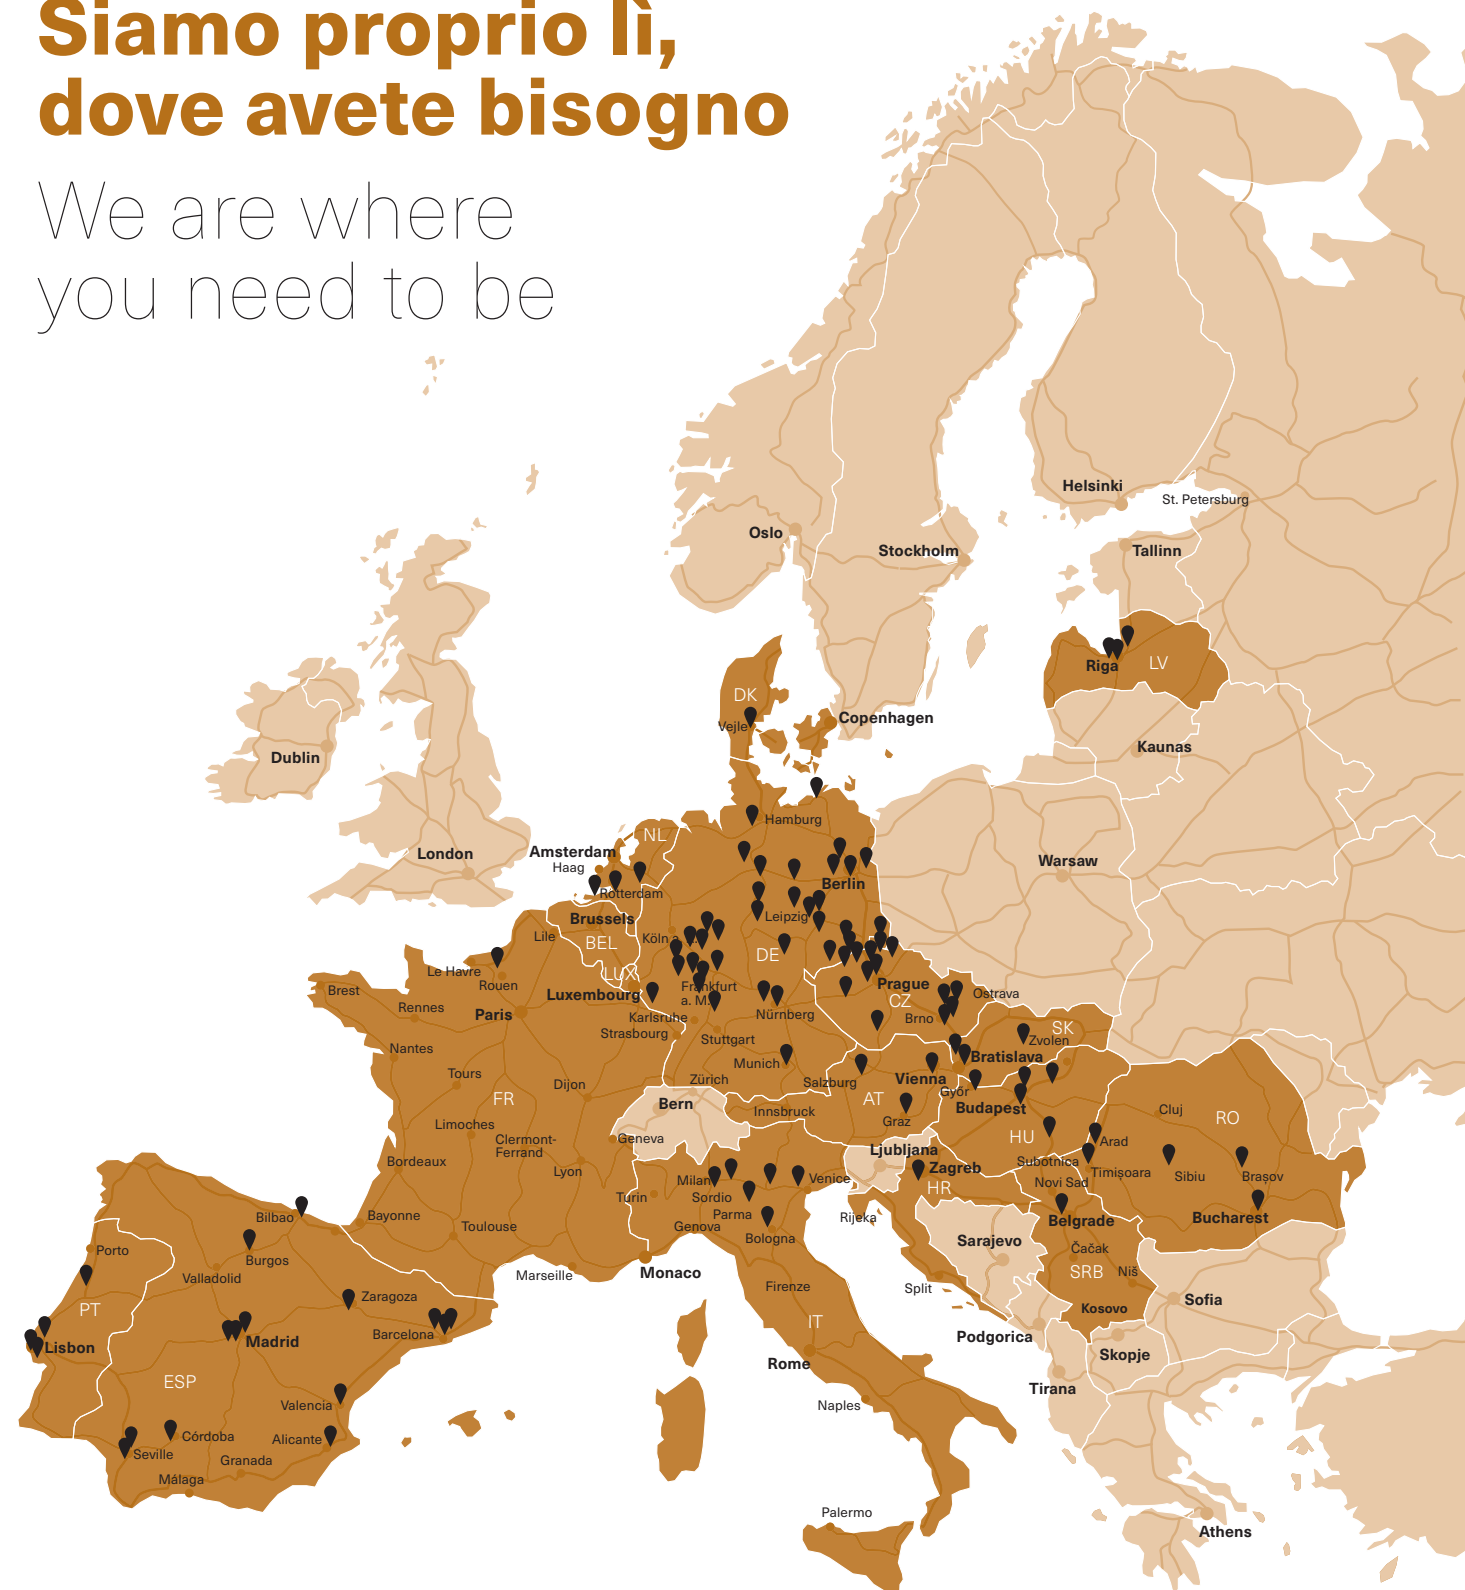 Siamo proprio lì,
dove avete bisogno
We are where
you need to be
Helsinki
St. Petersburg
Oslo
Stockholm
Tallinn
Riga
LV
DK
Vejle
Copenhagen
Kaunas
Dublin
Hamburg
NL
London
Amsterdam
Haag
Rotterdam
Warsaw
Berlin
Brussels
Leipzig
Lile
BEL
Köln a.
DE
Le Havre
Rouen
LUX
Luxembourg
Frankfurt
a. M.
Prague
CZ
Ostrava
Brest
Rennes
Paris
Karlsruhe
Strasbourg
Nürnberg
Brno
SK
Zvolen
Nantes
Stuttgart
Munich
Bratislava
Tours
Dijon
Zürich
Salzburg
Vienna
Győr
Budapest
FR
Bern
Innsbruck
AT
Graz
Cluj
RO
Limoches
Clermont-
Ferrand
Geneva
HU
Arad
Bordeaux
Lyon
Ljubljana
Zagreb
Subotnica
Timișoara
Sibiu
Brașov
Milan
Sordio
Venice
HR
Novi Sad
Turin
Parma
Genova
Bologna
Rijeka
Belgrade
Bucharest
Bilbao
Bayonne
Toulouse
Porto
Burgos
Valladolid
Marseille
Monaco
Sarajevo
Čačak
SRB
Niš
Firenze
Split
Zaragoza
PT
Barcelona
IT
Kosovo
Sofia
Lisbon
Madrid
Podgorica
Rome
Skopje
ESP
Tirana
Valencia
Naples
Córdoba
Alicante
Seville
Granada
Málaga
Palermo
Athens